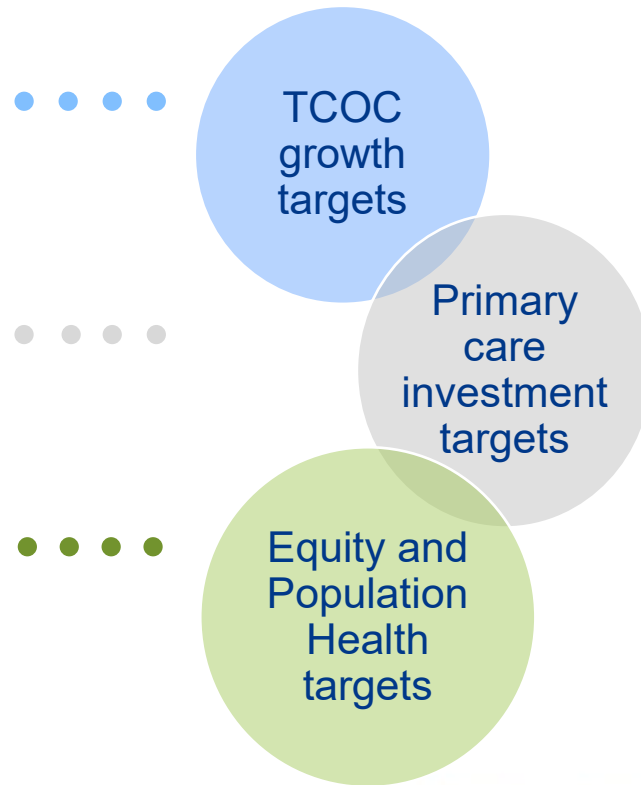 TCOC
growth
targets
Primary
care
investment
targets
Equity and
Population
Health
targets